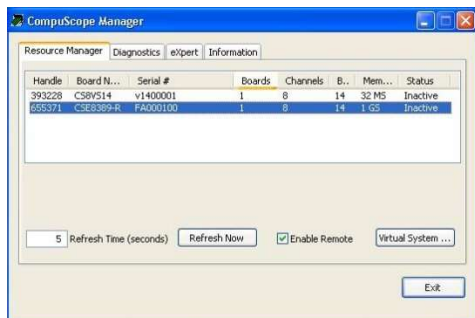 CompuScope Manager
Resource Manager Diagnostics eXpert Information
Handle Board N... Serial # Boards Channels B.. Mem... Status
393228 CS8VS14 v1400001 1 8 14 32 MS Inactive
655371 CSE8389-R FA000100 1 8 14 1 GS Inactive
5 Refresh Time (seconds) Refresh Now Enable Remote Virtual System ...
Exit